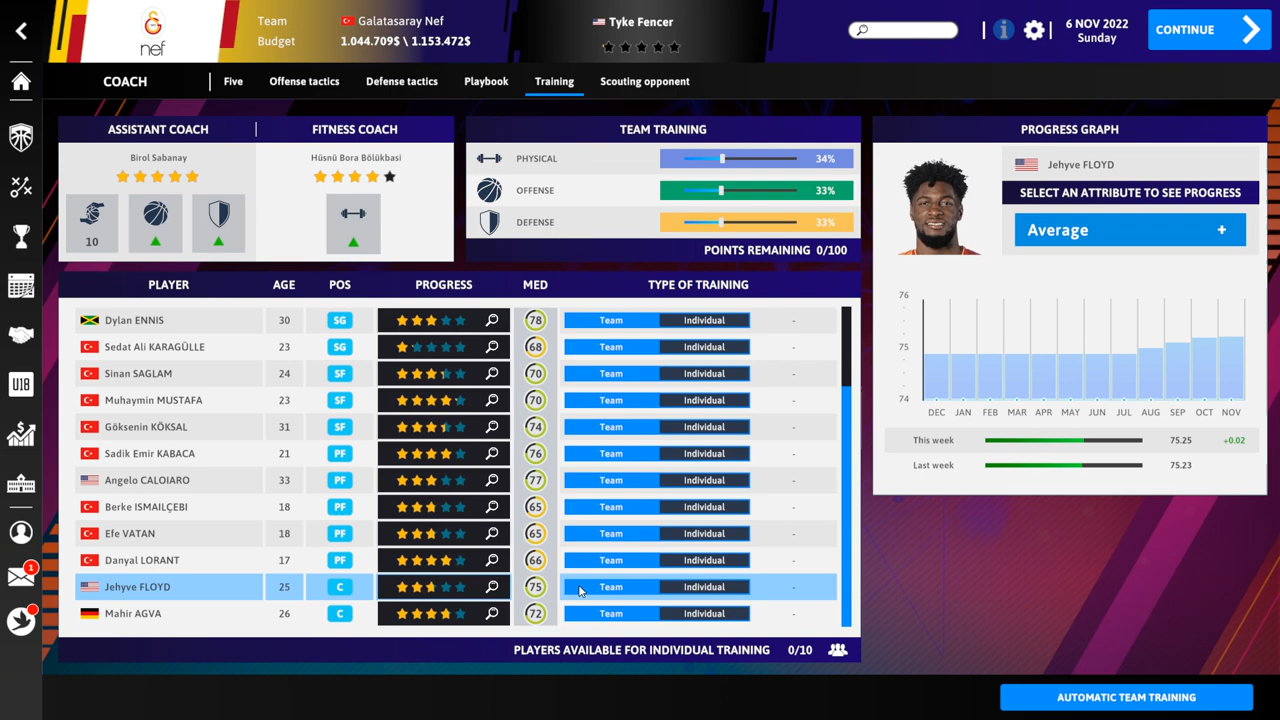 nef
Team
Galatasaray Nef
Budget
1.044.709$ \ 1.153.472$
Tyke Fencer
6 NOV 2022
Sunday
CONTINUE
COACH
Five
Offense tactics
Defense tactics
Playbook
Training
Scouting opponent
ASSISTANT COACH
FITNESS COACH
Birol Sabanay
Hüsnü Bora Bölükbasi
10
TEAM TRAINING
PHYSICAL 34%
OFFENSE 33%
DEFENSE 33%
POINTS REMAINING 0/100
PROGRESS GRAPH
Jehyve FLOYD
SELECT AN ATTRIBUTE TO SEE PROGRESS
Average +
76
75
74
DEC JAN FEB MAR APR MAY JUN JUL AUG SEP OCT NOV
This week 75.25 +0.02
Last week 75.23
PLAYER AGE POS PROGRESS MED TYPE OF TRAINING
Dylan ENNIS 30 SG 78 Team Individual -
Sedat Ali KARAGÜLLE 23 SG 68 Team Individual -
Sinan SAGLAM 24 SF 70 Team Individual -
Muhaymin MUSTAFA 23 SF 70 Team Individual -
Göksenin KÖKSAL 31 SF 74 Team Individual -
Sadik Emir KABACA 21 PF 76 Team Individual -
Angelo CALOIARO 33 PF 77 Team Individual -
Berke ISMAILÇEBI 18 PF 65 Team Individual -
Efe VATAN 18 PF 65 Team Individual -
Danyal LORANT 17 PF 66 Team Individual -
Jehyve FLOYD 25 C 75 Team Individual -
Mahir AGVA 26 C 72 Team Individual -
PLAYERS AVAILABLE FOR INDIVIDUAL TRAINING 0/10
AUTOMATIC TEAM TRAINING
U18
1